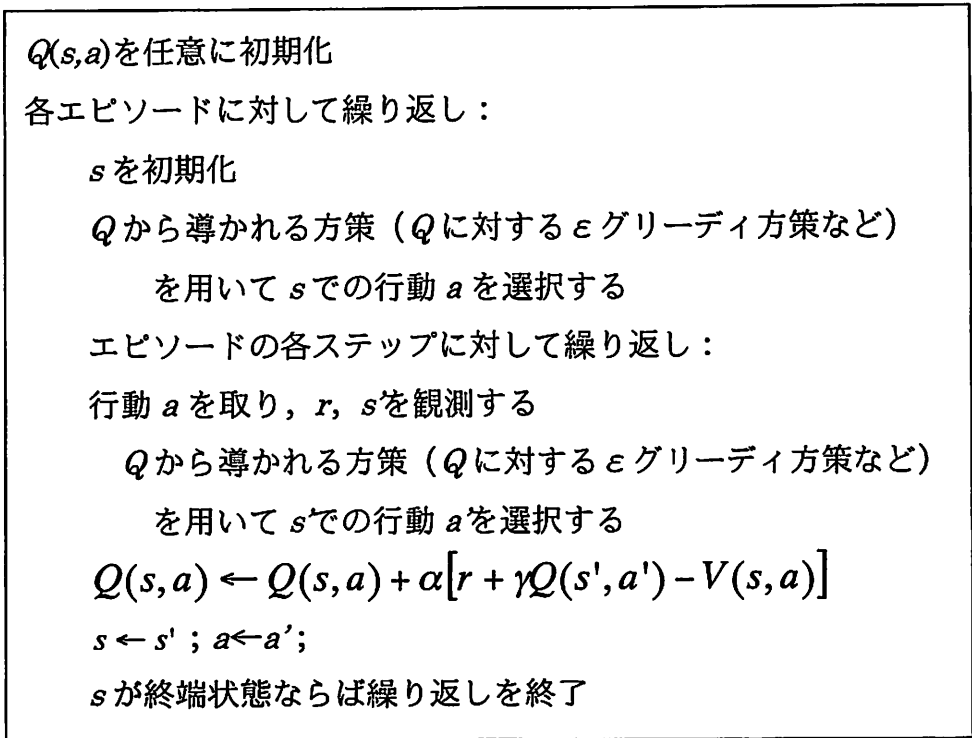 Q(s,a)を任意に初期化
各エピソードに対して繰り返し：
sを初期化
Qから導かれる方策（Qに対するεグリーディ方策など）
を用いてsでの行動aを選択する
エピソードの各ステップに対して繰り返し：
行動aを取り，r，s'を観測する
Qから導かれる方策（Qに対するεグリーディ方策など）
を用いてs'での行動a'を選択する
Q(s,a) ← Q(s,a) + α[r + γQ(s',a') − V(s,a)]
s ← s' ; a←a';
sが終端状態ならば繰り返しを終了